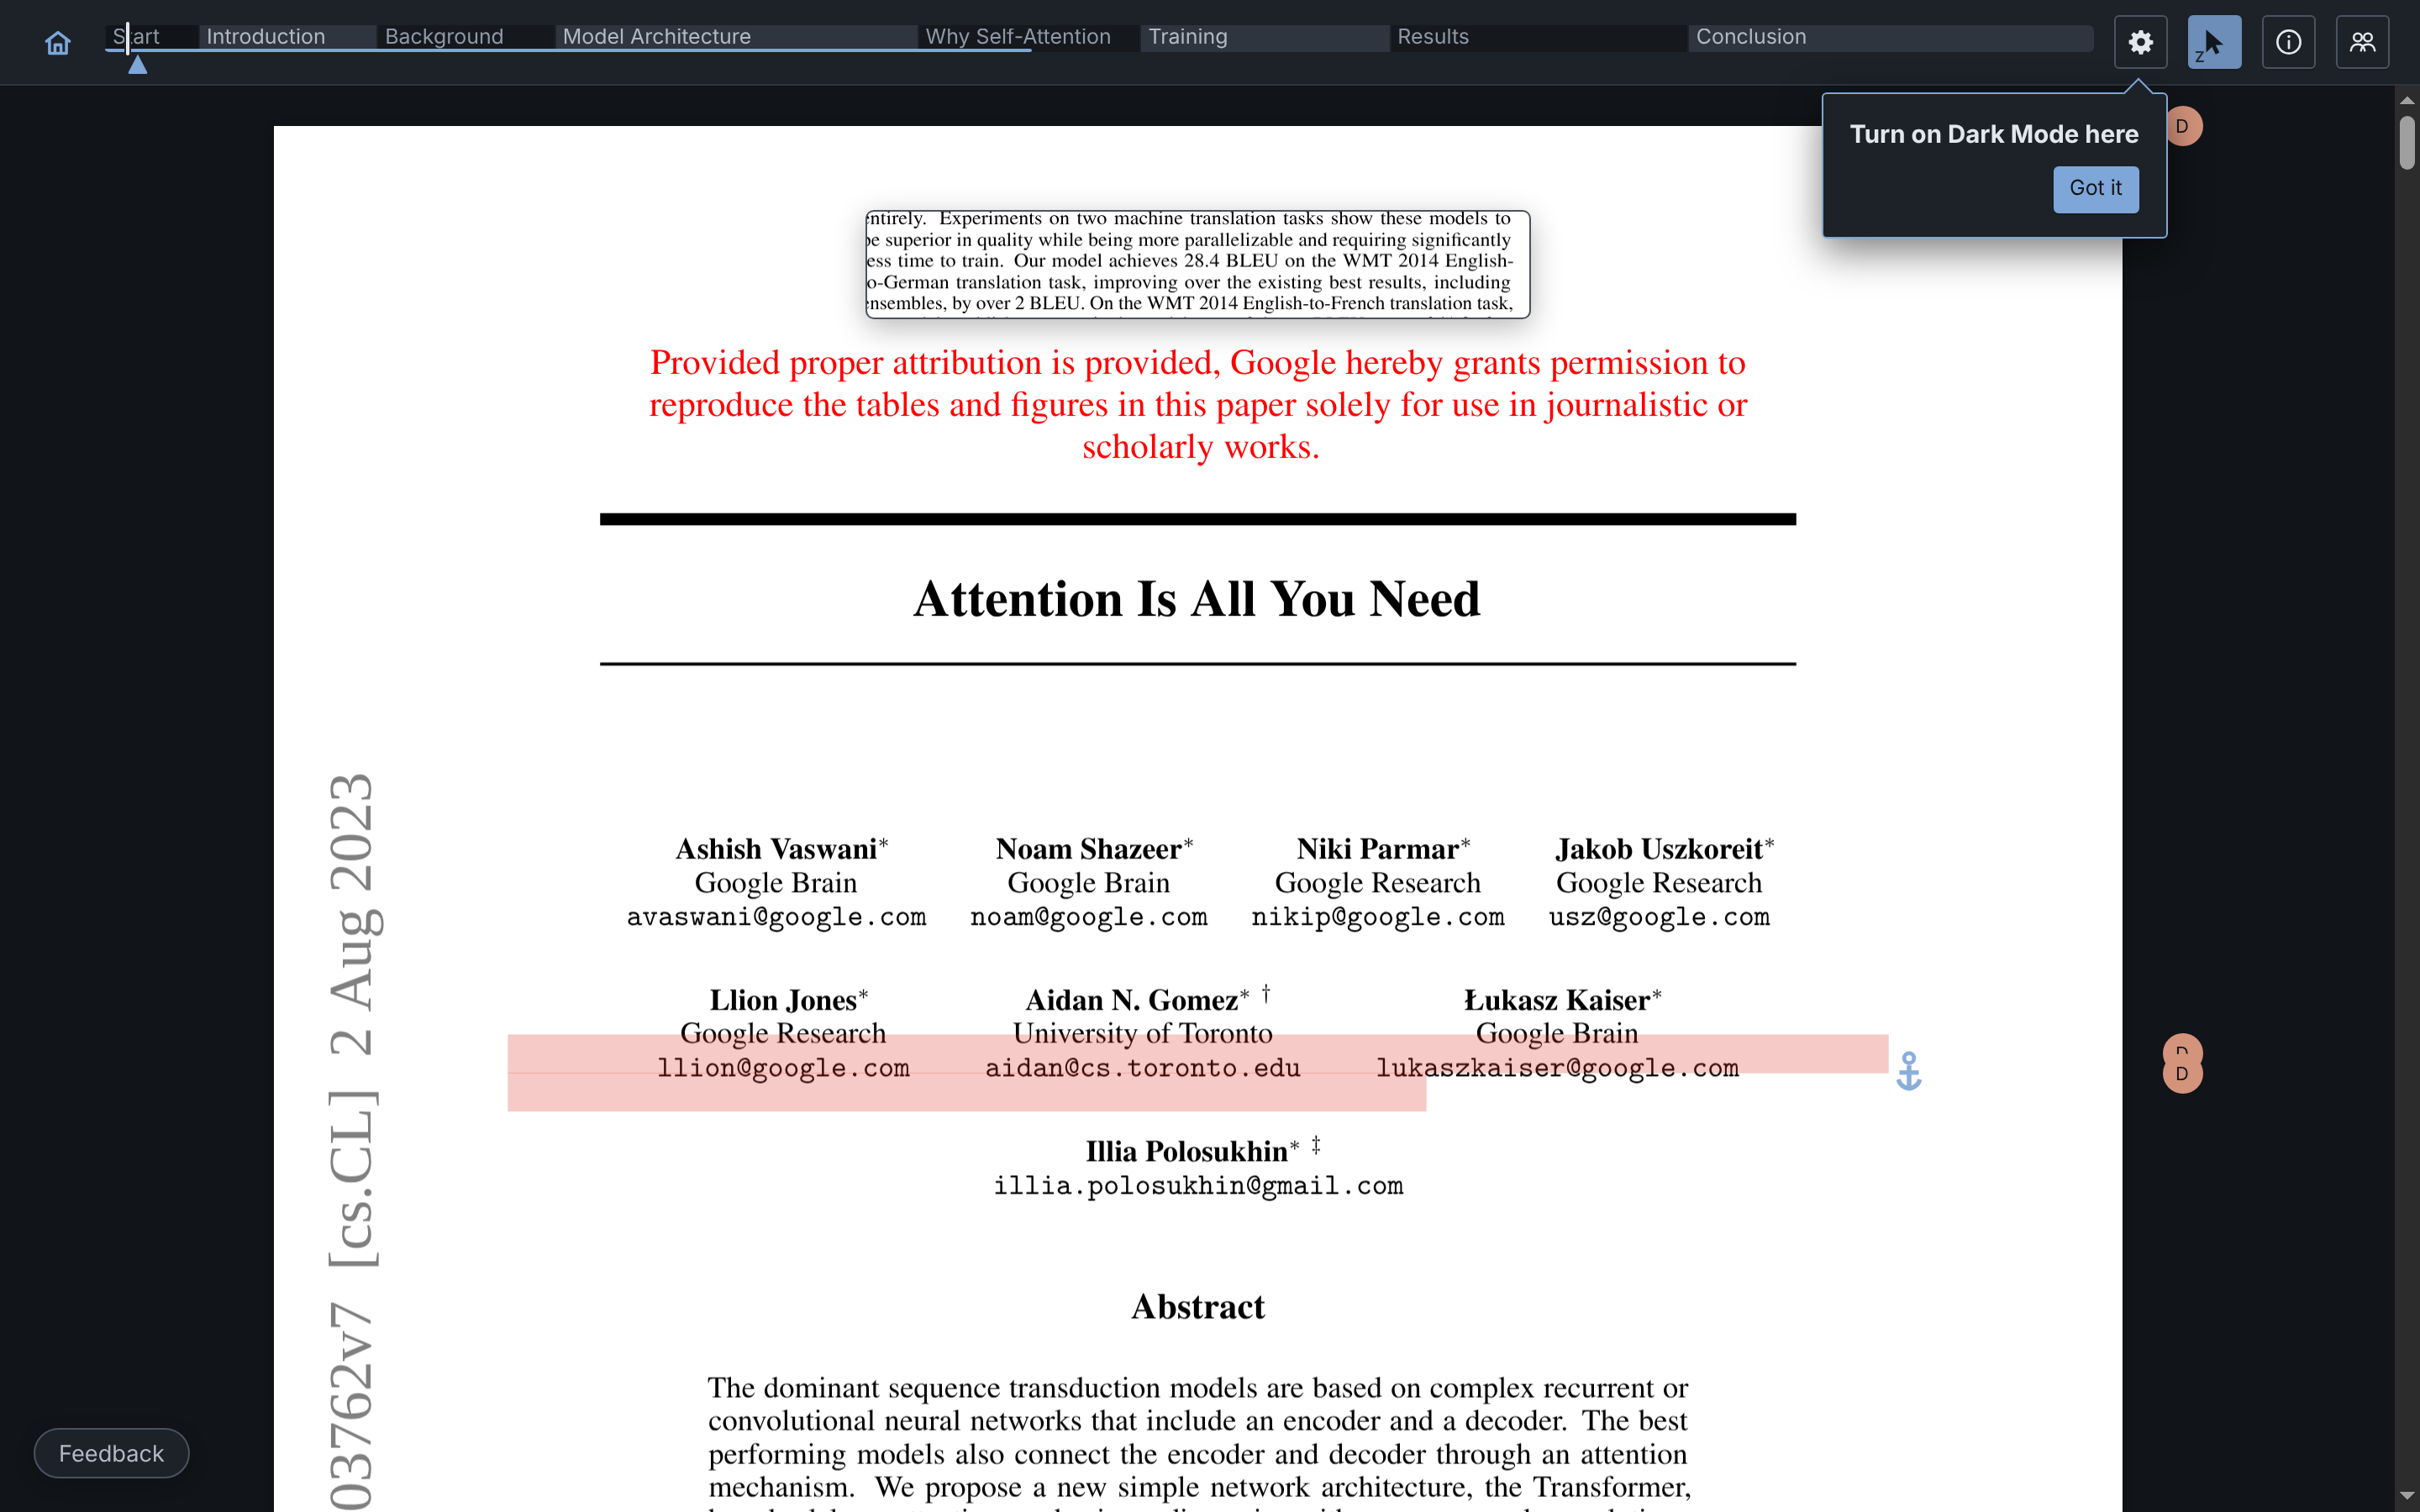 Start
Introduction
Background
Model Architecture
Why Self-Attention
Training
Results
Conclusion
Z
Turn on Dark Mode here
Got it
D
entirely. Experiments on two machine translation tasks show these models to
be superior in quality while being more parallelizable and requiring significantly
ess time to train. Our model achieves 28.4 BLEU on the WMT 2014 English-
o-German translation task, improving over the existing best results, including
ensembles, by over 2 BLEU. On the WMT 2014 English-to-French translation task,
Provided proper attribution is provided, Google hereby grants permission to
reproduce the tables and figures in this paper solely for use in journalistic or
scholarly works.
Attention Is All You Need
Ashish Vaswani* Noam Shazeer* Niki Parmar* Jakob Uszkoreit*
Google Brain Google Brain Google Research Google Research
avaswani@google.com noam@google.com nikip@google.com usz@google.com
Llion Jones* Aidan N. Gomez* † Łukasz Kaiser*
Google Research University of Toronto Google Brain
llion@google.com aidan@cs.toronto.edu lukaszkaiser@google.com
D
Illia Polosukhin* ‡
illia.polosukhin@gmail.com
03762v7 [cs.CL] 2 Aug 2023
Abstract
The dominant sequence transduction models are based on complex recurrent or
convolutional neural networks that include an encoder and a decoder. The best
performing models also connect the encoder and decoder through an attention
mechanism. We propose a new simple network architecture, the Transformer,
Feedback